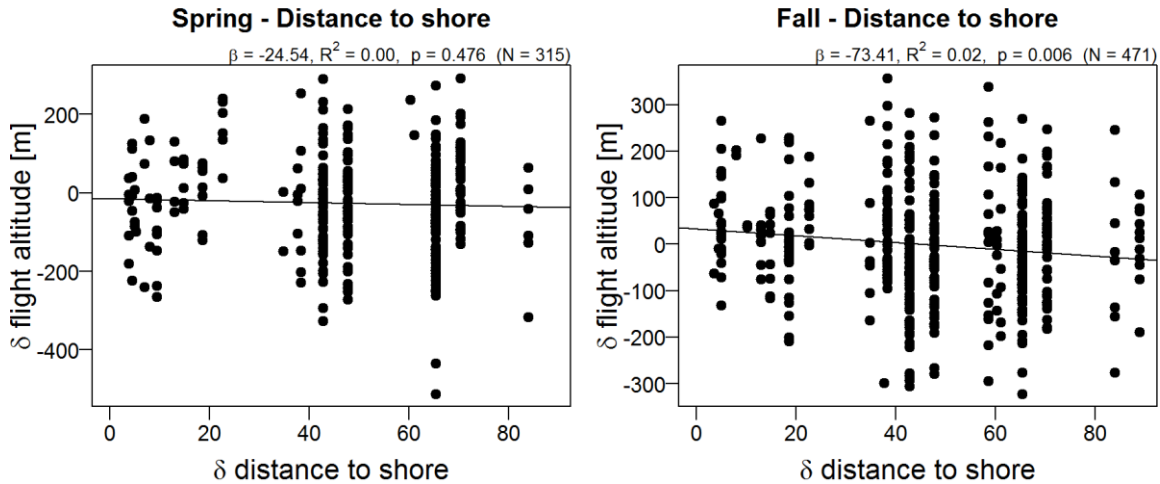 Spring - Distance to shore
β = -24.54, R² = 0.00, p = 0.476 (N = 315)
δ flight altitude [m]
200
0
-200
-400
0 20 40 60 80
δ distance to shore
Fall - Distance to shore
β = -73.41, R² = 0.02, p = 0.006 (N = 471)
δ flight altitude [m]
300
200
100
0
-100
-200
-300
0 20 40 60 80
δ distance to shore